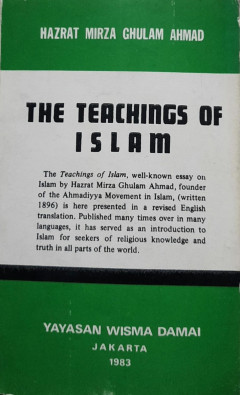 HAZRAT MIRZA GHULAM AHMAD
THE TEACHINGS OF
ISLAM
The Teachings of Islam, well-known essay on
Islam by Hazrat Mirza Ghulam Ahmad, founder
of the Ahmadiyya Movement in Islam, (written
1896) is here presented in a revised English
translation. Published many times over in many
languages, it has served as an introduction to
Islam for seekers of religious knowledge and
truth in all parts of the world.
YAYASAN WISMA DAMAI
JAKARTA
1983